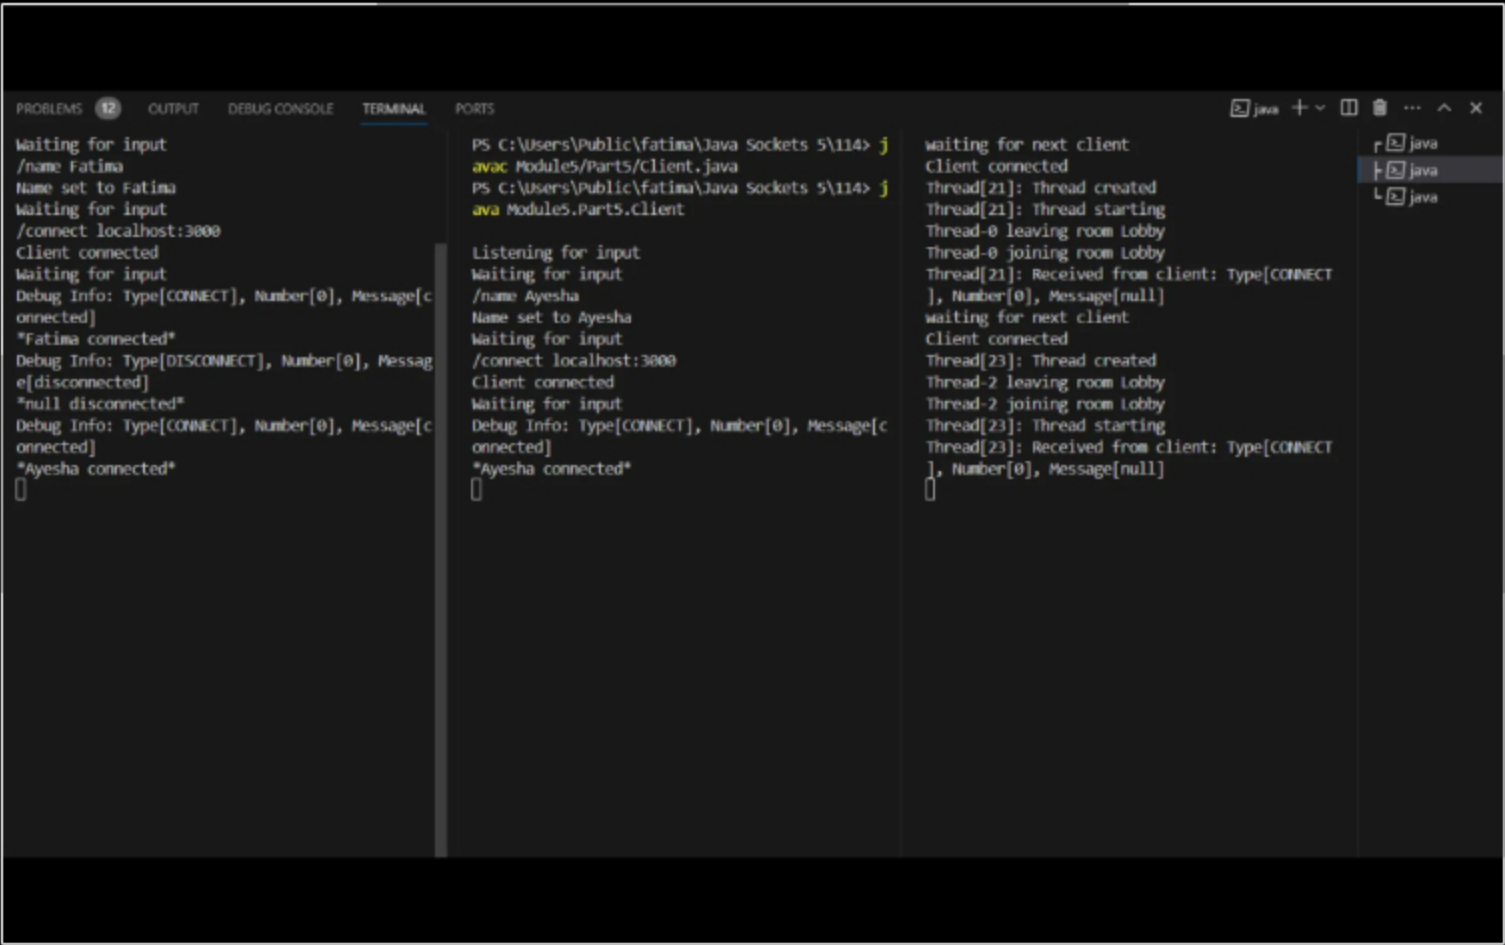 PROBLEMS 12 OUTPUT DEBUG CONSOLE TERMINAL PORTS java
Waiting for input
/name Fatima
Name set to Fatima
Waiting for input
/connect localhost:3000
Client connected
Waiting for input
Debug Info: Type[CONNECT], Number[0], Message[c
onnected]
*Fatima connected*
Debug Info: Type[DISCONNECT], Number[0], Messag
e[disconnected]
*null disconnected*
Debug Info: Type[CONNECT], Number[0], Message[c
onnected]
*Ayesha connected*
PS C:\Users\Public\fatima\Java Sockets 5\114> j
avac Module5/Part5/Client.java
PS C:\Users\Public\fatima\Java Sockets 5\114> j
ava Module5.Part5.Client
Listening for input
Waiting for input
/name Ayesha
Name set to Ayesha
Waiting for input
/connect localhost:3000
Client connected
Waiting for input
Debug Info: Type[CONNECT], Number[0], Message[c
onnected]
*Ayesha connected*
waiting for next client
Client connected
Thread[21]: Thread created
Thread[21]: Thread starting
Thread-0 leaving room Lobby
Thread-0 joining room Lobby
Thread[21]: Received from client: Type[CONNECT
], Number[0], Message[null]
waiting for next client
Client connected
Thread[23]: Thread created
Thread-2 leaving room Lobby
Thread-2 joining room Lobby
Thread[23]: Thread starting
Thread[23]: Received from client: Type[CONNECT
], Number[0], Message[null]
java
java
java